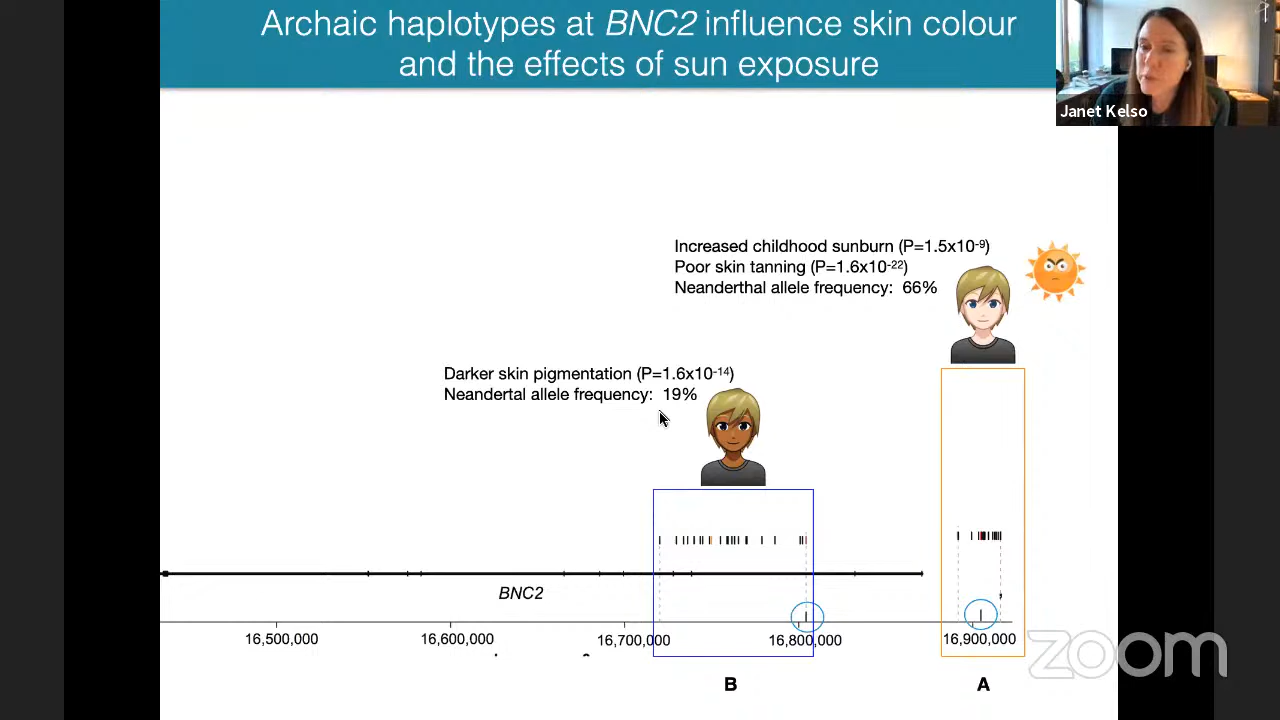 Archaic haplotypes at BNC2 influence skin colour
and the effects of sun exposure
Janet Kelso
Increased childhood sunburn (P=1.5x10-9)
Poor skin tanning (P=1.6x10-22)
Neanderthal allele frequency: 66%
Darker skin pigmentation (P=1.6x10-14)
Neandertal allele frequency: 19%
BNC2
16,500,000 16,600,000 16,700,000 16,800,000 16,900,000
zoom
B A